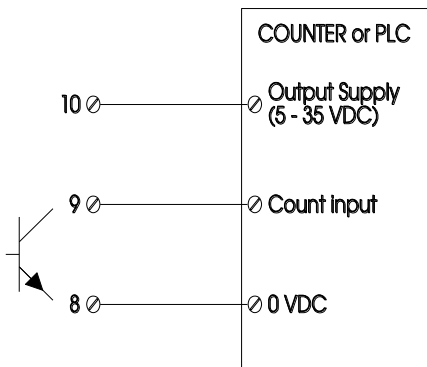 COUNTER or PLC
10 Output Supply
(5 - 35 VDC)
9 Count input
8 0 VDC